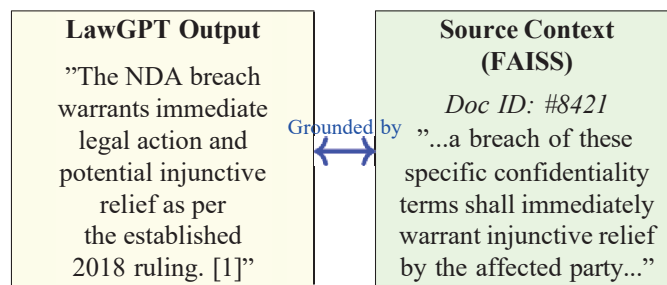 LawGPT Output
”The NDA breach
warrants immediate
legal action and
potential injunctive
relief as per
the established
2018 ruling. [1]”
Grounded by
Source Context
(FAISS)
Doc ID: #8421
”...a breach of these
specific confidentiality
terms shall immediately
warrant injunctive relief
by the affected party...”